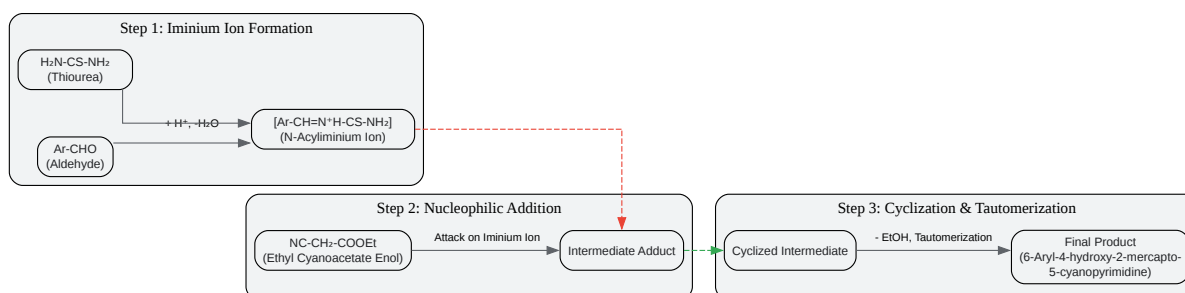 Step 1: Iminium Ion Formation
H₂N-CS-NH₂
(Thiourea)
+ H⁺, -H₂O
[Ar-CH=N⁺H-CS-NH₂]
(N-Acyliminium Ion)
Ar-CHO
(Aldehyde)
Step 2: Nucleophilic Addition
NC-CH₂-COOEt
(Ethyl Cyanoacetate Enol)
Attack on Iminium Ion
Intermediate Adduct
Step 3: Cyclization & Tautomerization
Cyclized Intermediate
- EtOH, Tautomerization
Final Product
(6-Aryl-4-hydroxy-2-mercapto-
5-cyanopyrimidine)